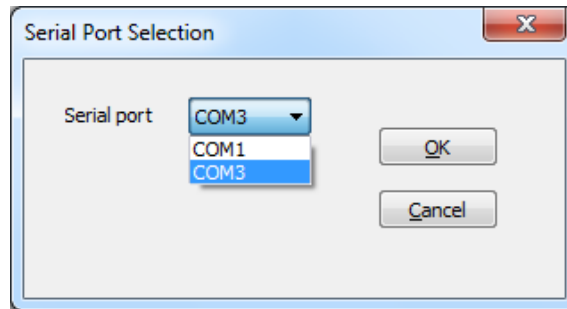 Serial Port Selection
Serial port
COM3
COM1
COM3
OK
Cancel